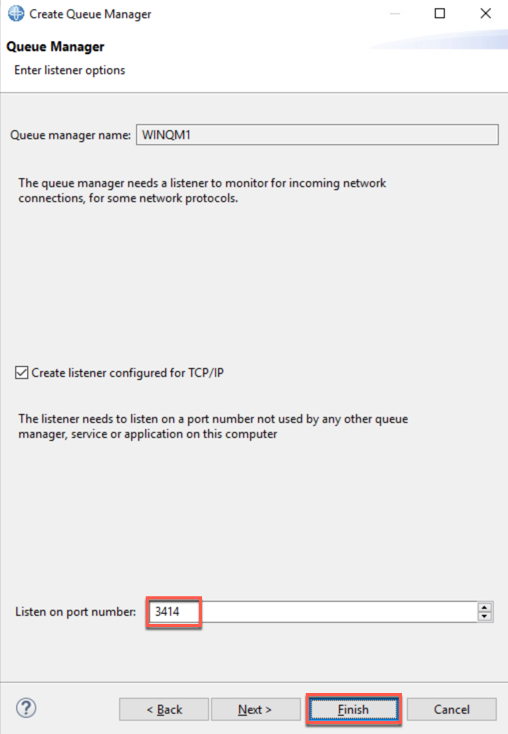 Create Queue Manager
Queue Manager
Enter listener options
Queue manager name: WINQM1
The queue manager needs a listener to monitor for incoming network
connections, for some network protocols.
Create listener configured for TCP/IP
The listener needs to listen on a port number not used by any other queue
manager, service or application on this computer
Listen on port number: 3414
? < Back Next > Finish Cancel